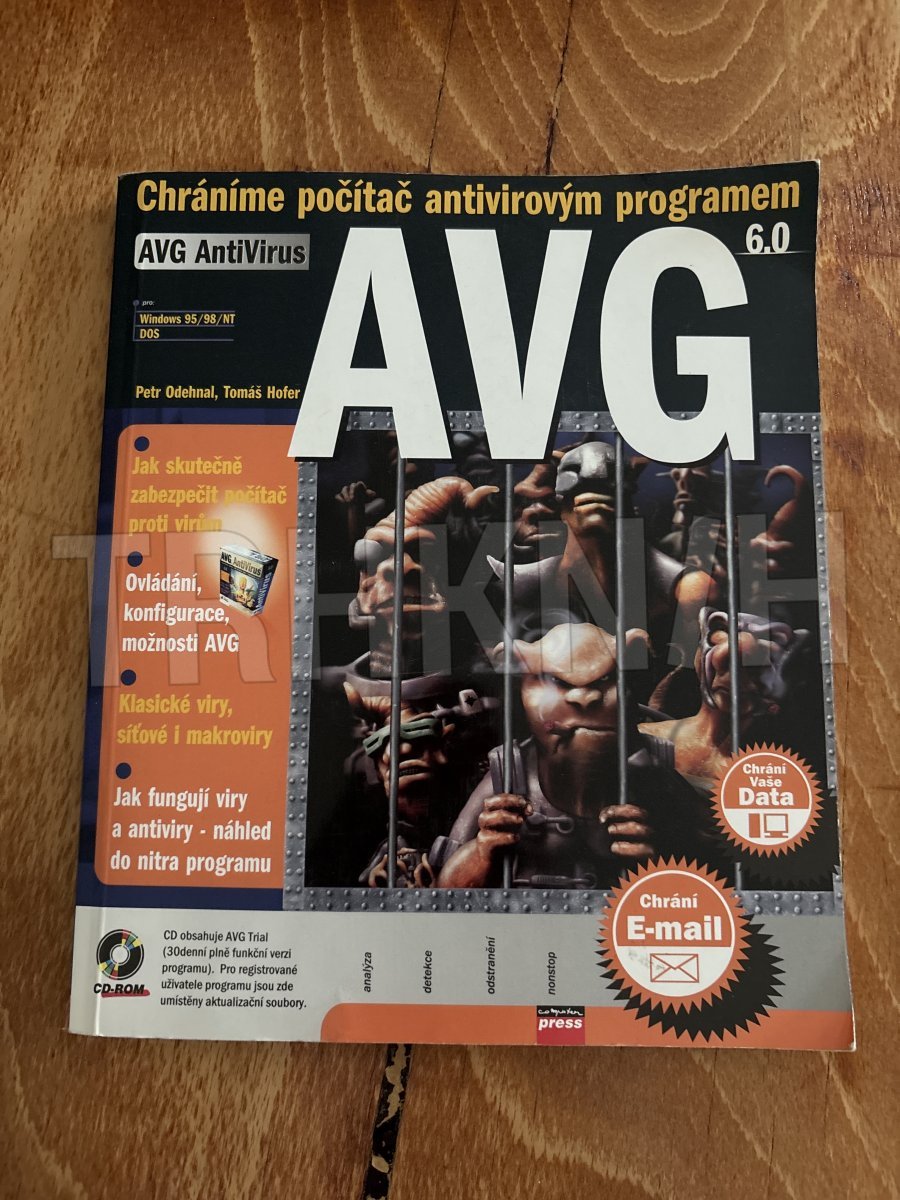 Chráníme počítač antivirovým programem
AVG AntiVirus
AVG
6.0
pro:
Windows 95/98/NT
DOS
Petr Odehnal, Tomáš Hofer
Jak skutečně
zabezpečit počítač
proti virům
AVG AntiVirus
Ovládání,
konfigurace,
možnosti AVG
Klasické viry,
síťové i makroviry
Jak fungují viry
a antiviry - náhled
do nitra programu
TRHKNIH
Chrání
Vaše
Data
Chrání
E-mail
CD-ROM
CD obsahuje AVG Trial
(30denní plně funkční verzi
programu). Pro registrované
uživatele programu jsou zde
umístěny aktualizační soubory.
analýza
detekce
odstranění
nonstop
computer
press